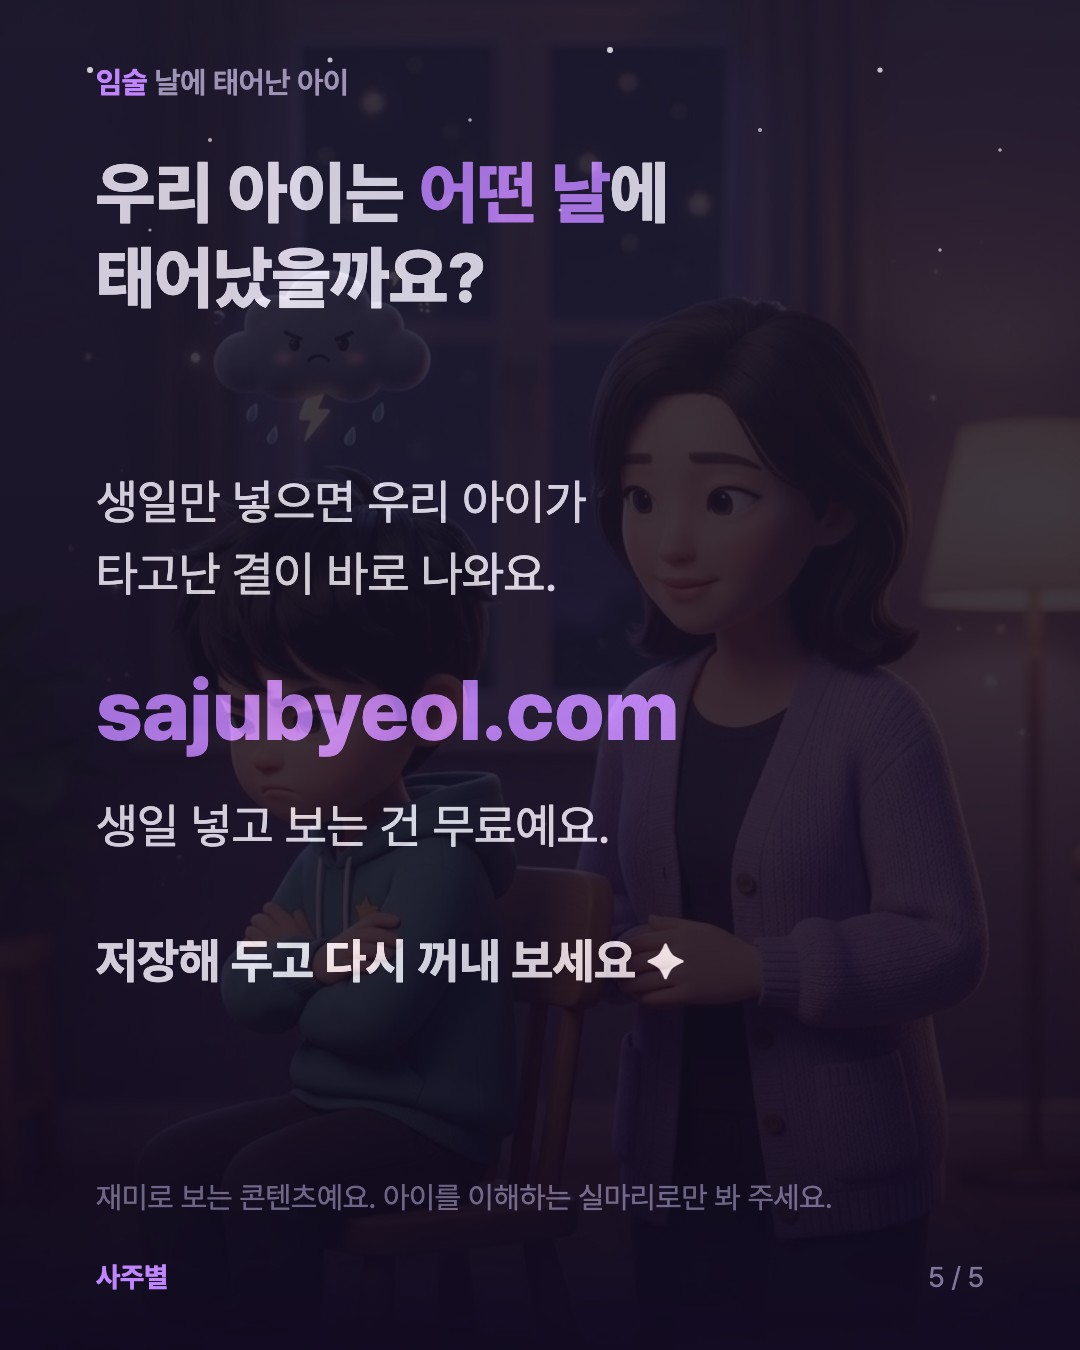 임술 날에 태어난 아이
우리 아이는 어떤 날에
태어났을까요?
생일만 넣으면 우리 아이가
타고난 결이 바로 나와요.
sajubyeol.com
생일 넣고 보는 건 무료예요.
저장해 두고 다시 꺼내 보세요 ✦
재미로 보는 콘텐츠예요. 아이를 이해하는 실마리로만 봐 주세요.
사주별
5 / 5